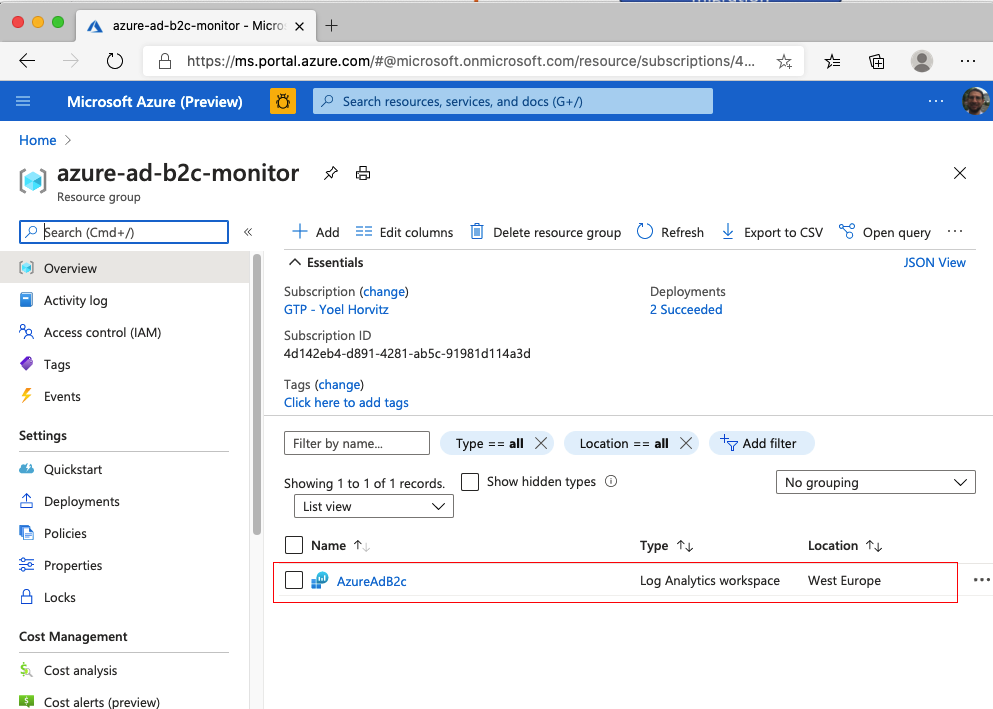 azure-ad-b2c-monitor - Micros
https://ms.portal.azure.com/#@microsoft.onmicrosoft.com/resource/subscriptions/4...
Microsoft Azure (Preview)
Search resources, services, and docs (G+/)
Home
azure-ad-b2c-monitor
Resource group
Search (Cmd+/)
Overview
Activity log
Access control (IAM)
Tags
Events
Settings
Quickstart
Deployments
Policies
Properties
Locks
Cost Management
Cost analysis
Cost alerts (preview)
Add
Edit columns
Delete resource group
Refresh
Export to CSV
Open query
Essentials
JSON View
Subscription (change)
GTP - Yoel Horvitz
Subscription ID
4d142eb4-d891-4281-ab5c-91981d114a3d
Tags (change)
Click here to add tags
Deployments
2 Succeeded
Filter by name...
Type == all
Location == all
Add filter
Showing 1 to 1 of 1 records.
Show hidden types
No grouping
List view
Name
Type
Location
AzureAdB2c
Log Analytics workspace
West Europe